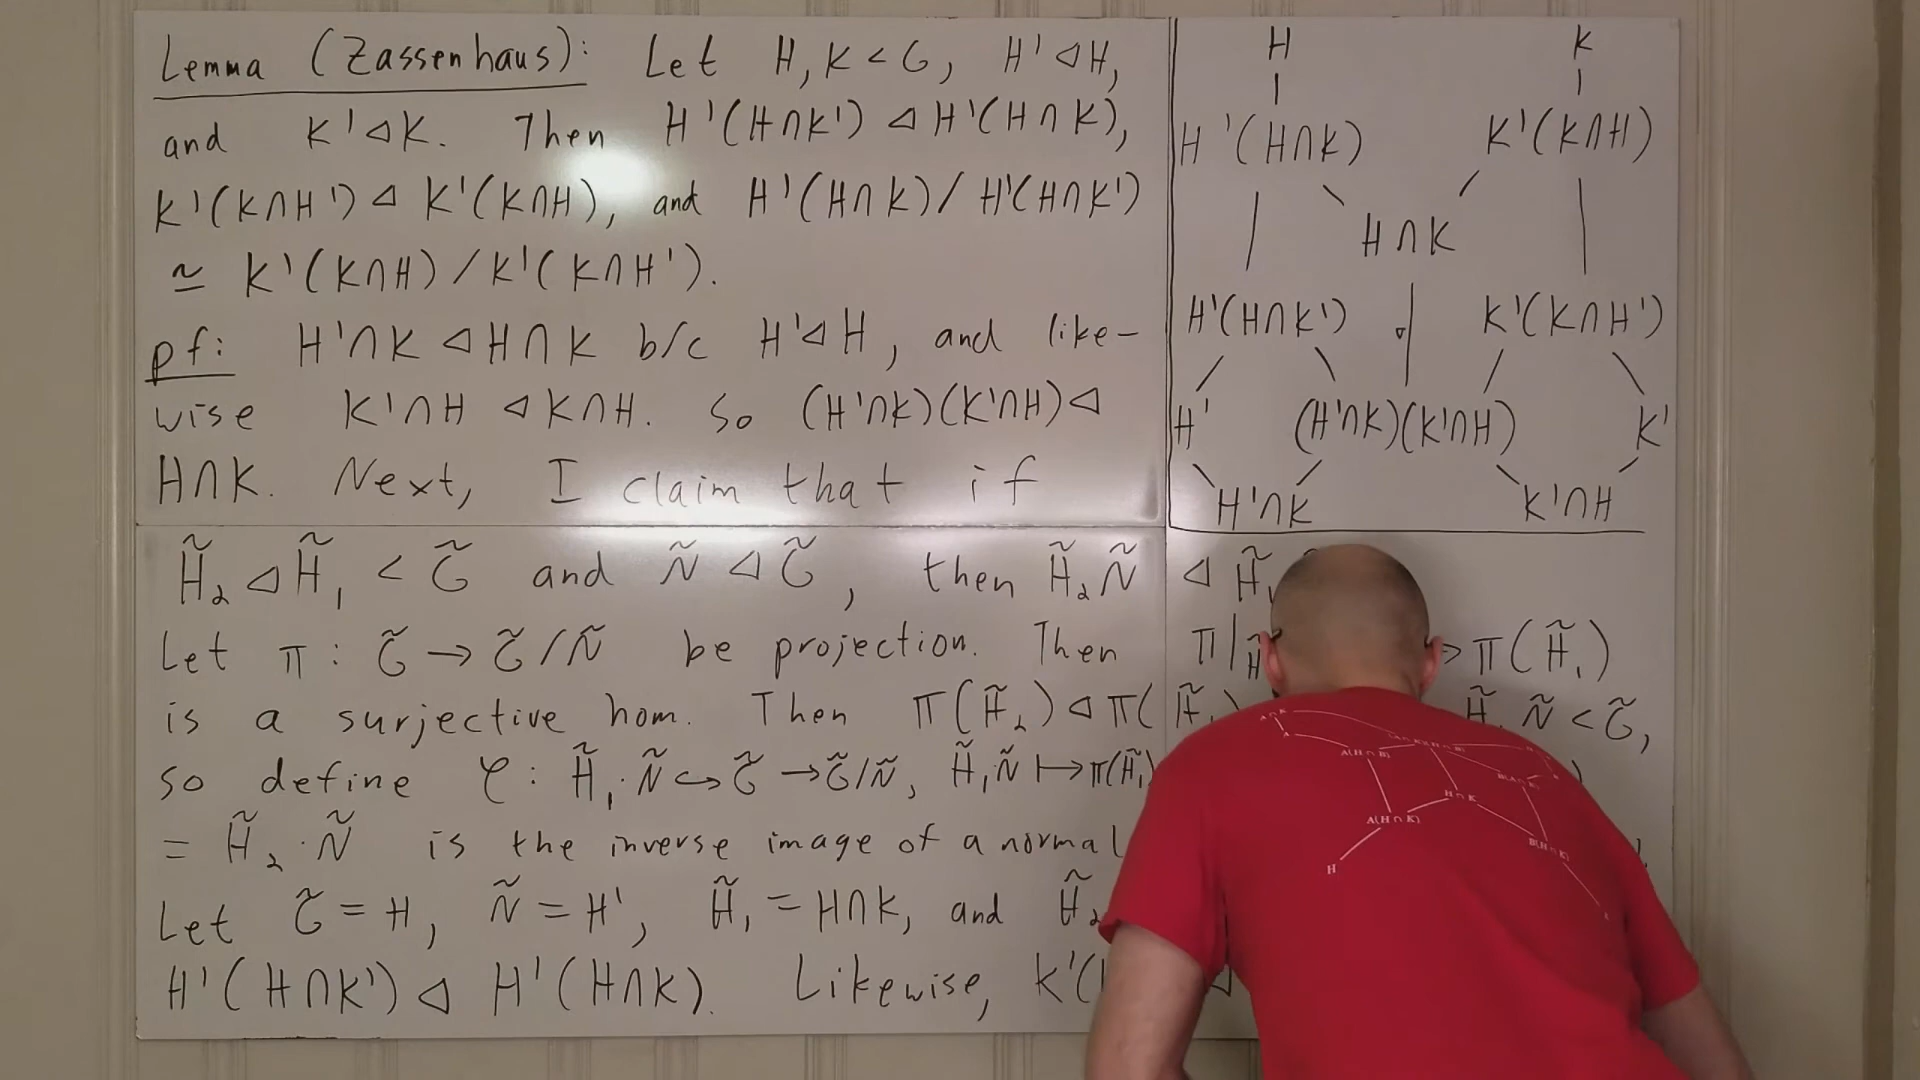 Lemma (Zassenhaus): Let H, K < G, H' ◁ H,
and K' ◁ K. Then H'(H∩K') ◁ H'(H∩K),
K'(K∩H') ◁ K'(K∩H), and H'(H∩K)/H'(H∩K')
≃ K'(K∩H)/K'(K∩H').
pf: H'∩K ◁ H∩K b/c H' ◁ H, and like-
wise K'∩H ◁ K∩H. So (H'∩K)(K'∩H) ◁
H∩K. Next, I claim that if
H K
H'(H∩K) K'(K∩H)
H∩K
H'(H∩K') ◁ K'(K∩H')
H' (H'∩K)(K'∩H) K'
H'∩K K'∩H
H̃₂ ◁ H̃₁ < G̃ and Ñ ◁ G̃, then H̃₂Ñ ◁ H̃₁
Let π : G̃ → G̃/Ñ be projection. Then π|H̃ → π(H̃₁)
is a surjective hom. Then π(H̃₂) ◁ π(H̃₁) H̃₁Ñ < G̃,
so define φ : H̃₁·Ñ ↪ G̃ → G̃/Ñ, H̃₁Ñ ↦ π(H̃₁)
= H̃₂·Ñ is the inverse image of a normal
Let G̃ = H, Ñ = H', H̃₁ = H∩K, and H̃₂
H'(H∩K') ◁ H'(H∩K). Likewise, K'(
A(H∩K)
H∩K
B(H∩K)
H